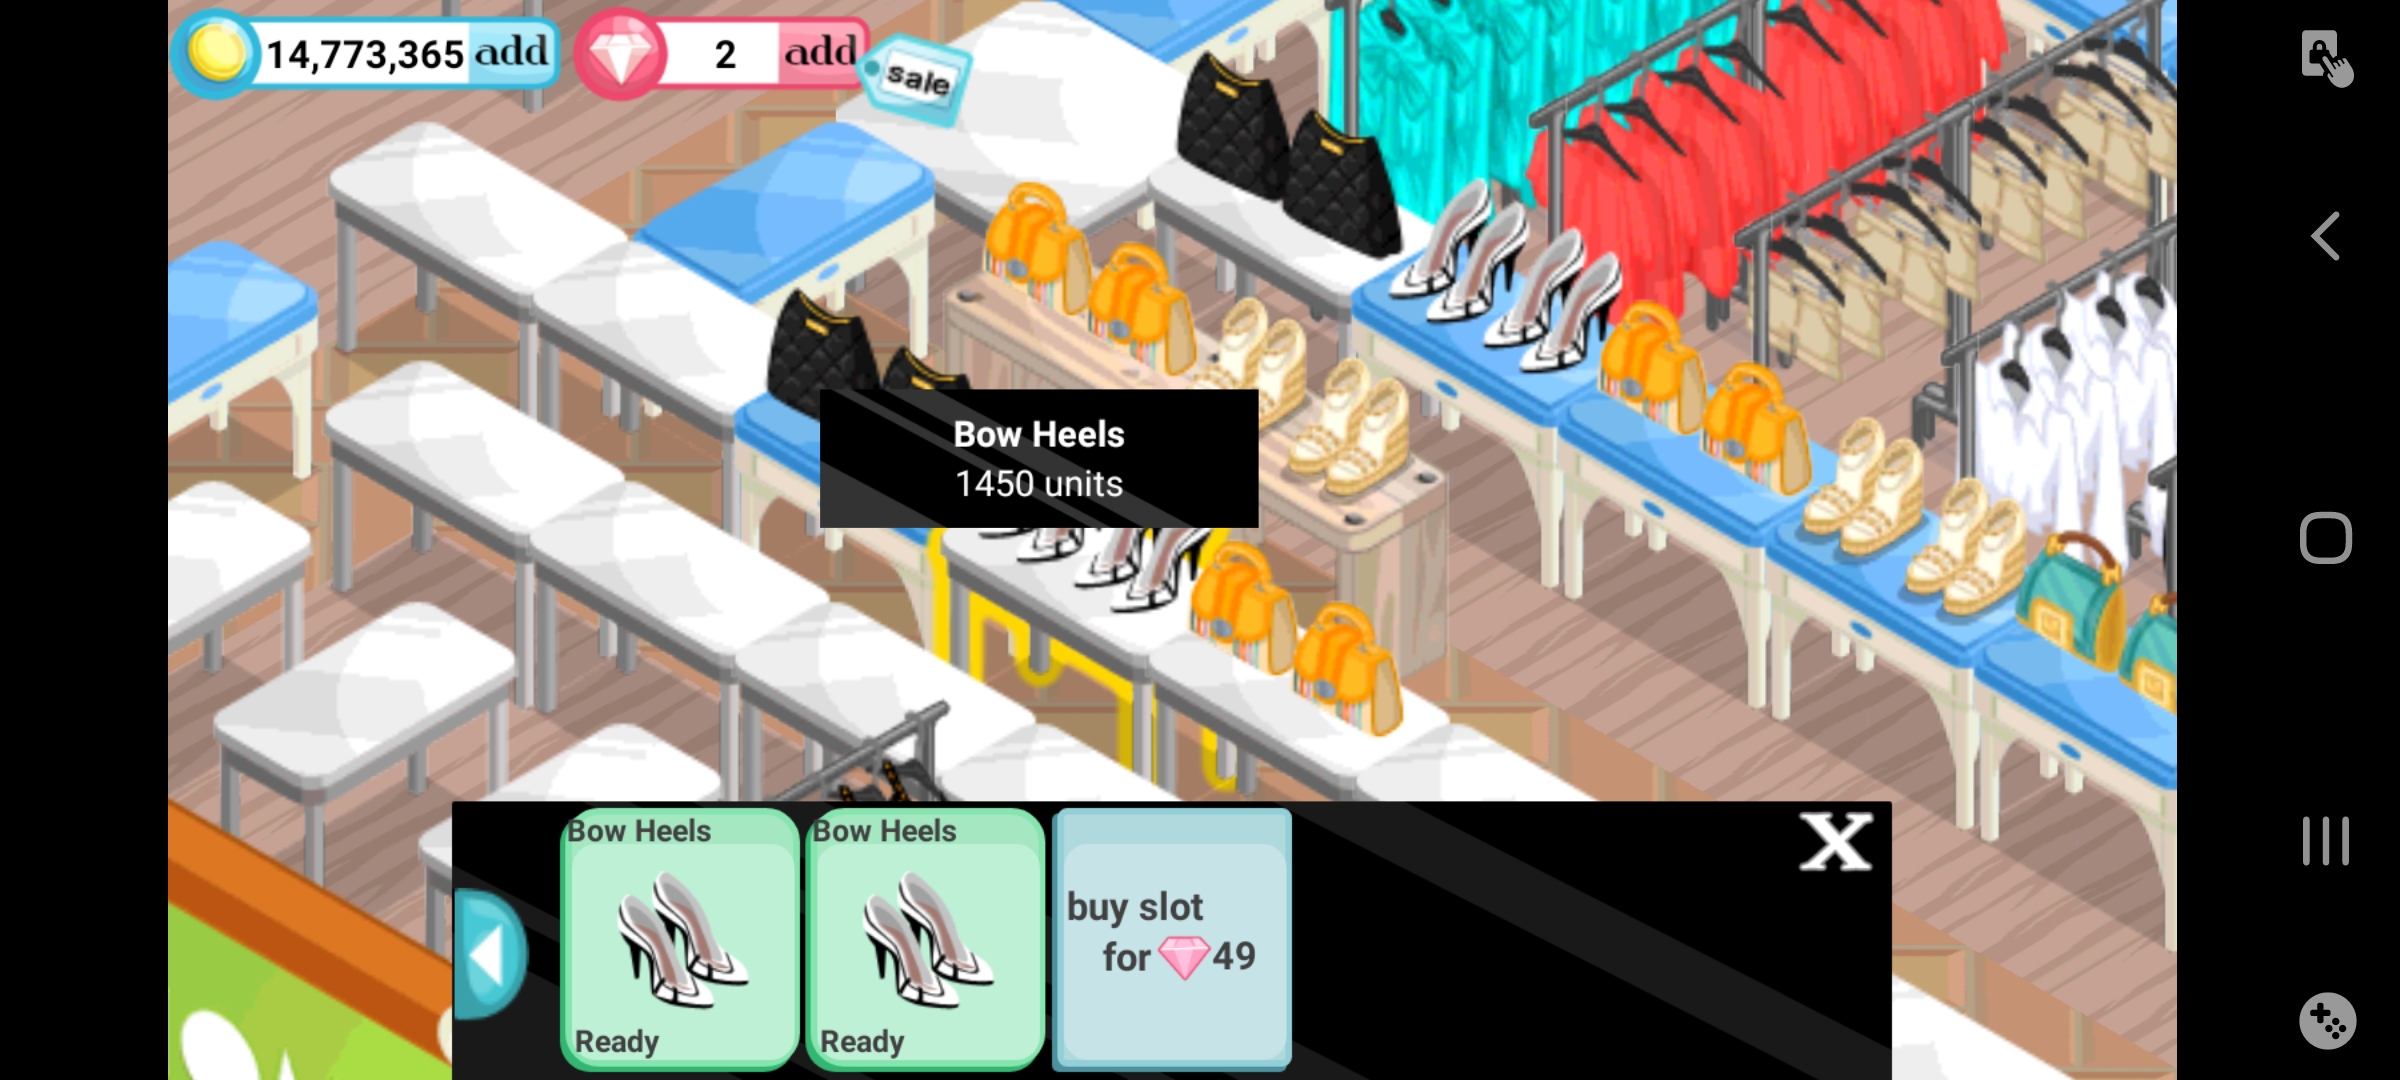 14,773,365 add
2 add
sale
Bow Heels
1450 units
Bow Heels
Ready
Bow Heels
Ready
buy slot
for 49
X